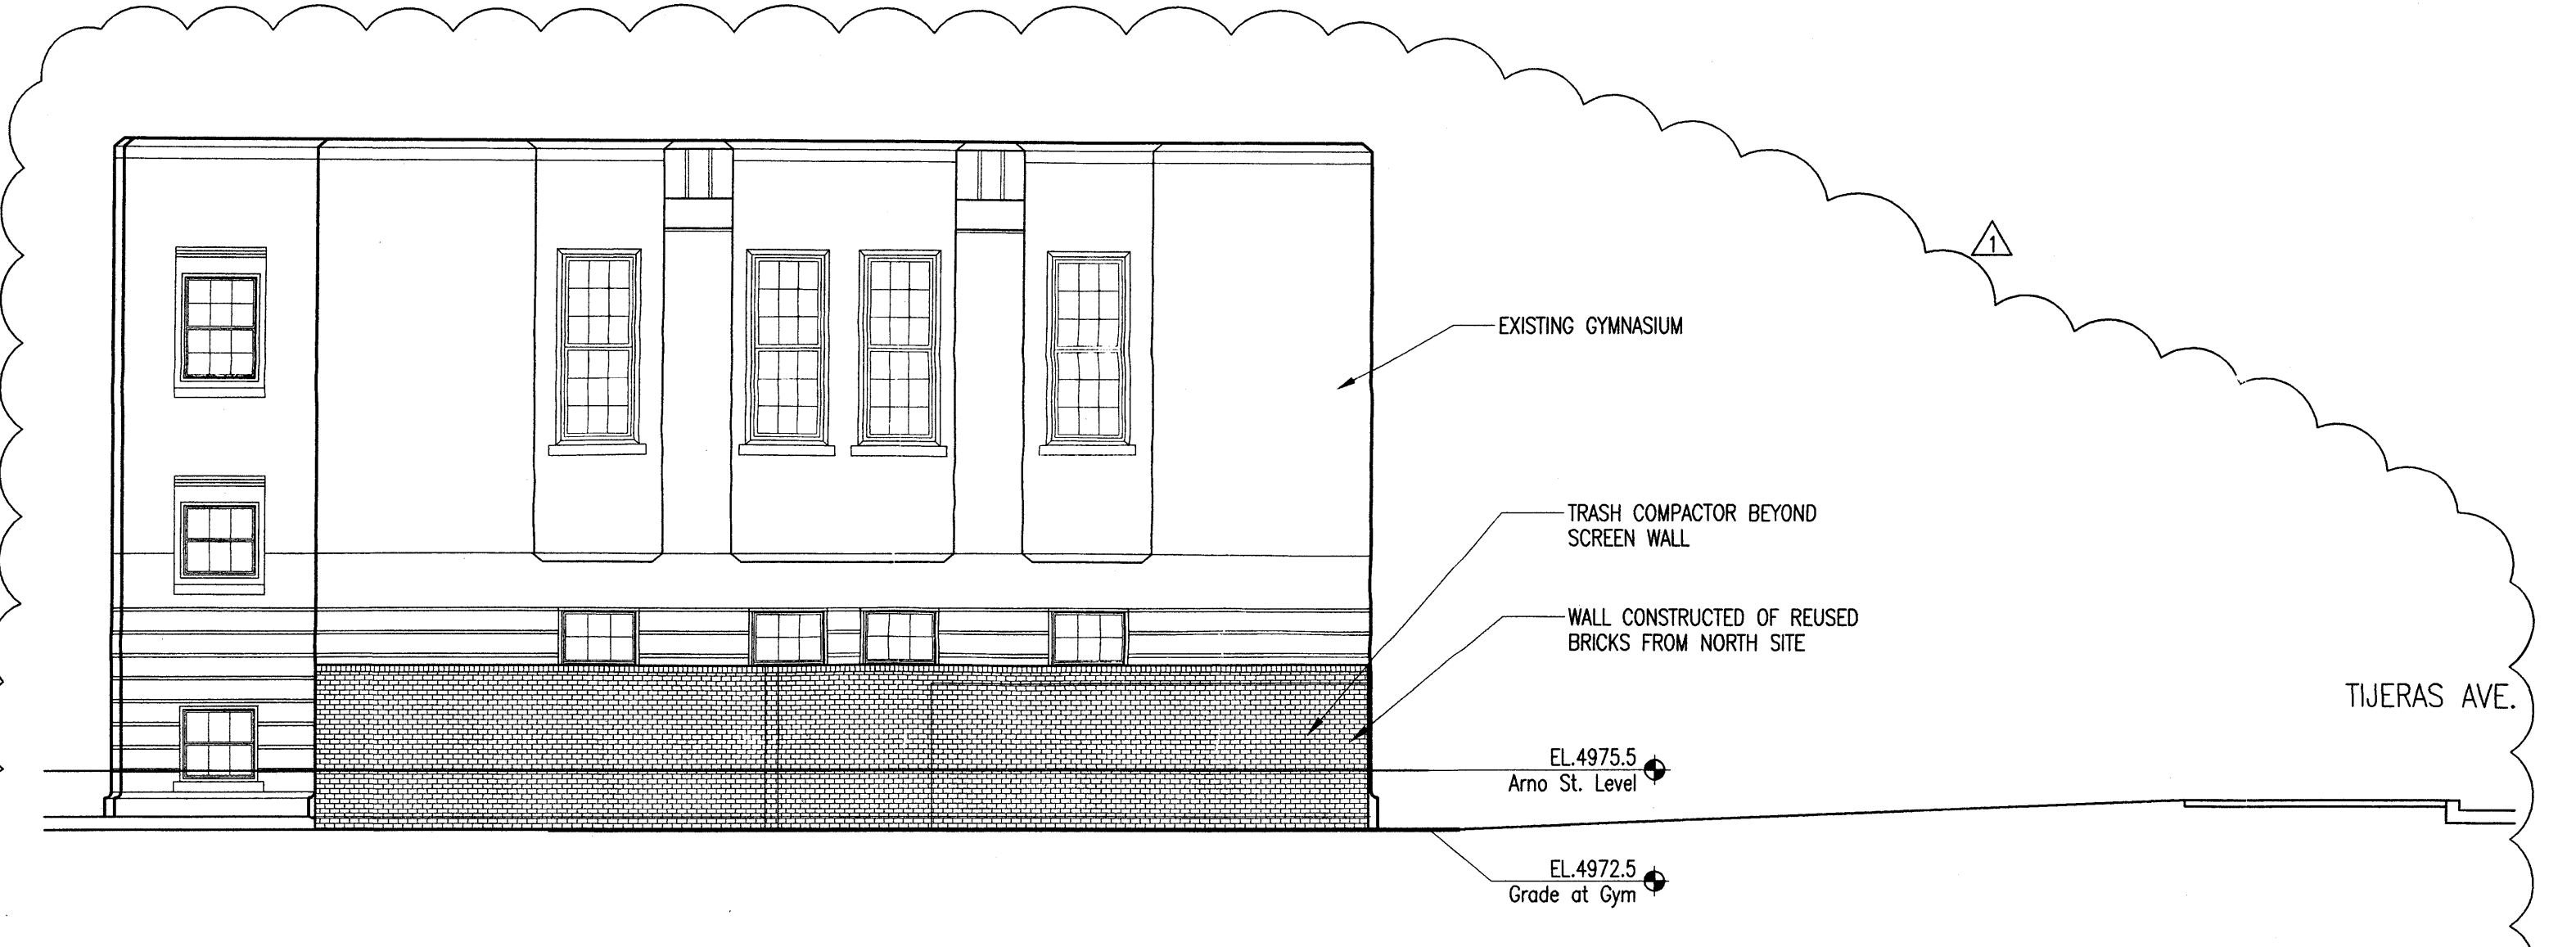 1
EXISTING GYMNASIUM
TRASH COMPACTOR BEYOND
SCREEN WALL
WALL CONSTRUCTED OF REUSED
BRICKS FROM NORTH SITE
TIJERAS AVE.
EL.4975.5
Arno St. Level
EL.4972.5
Grade at Gym